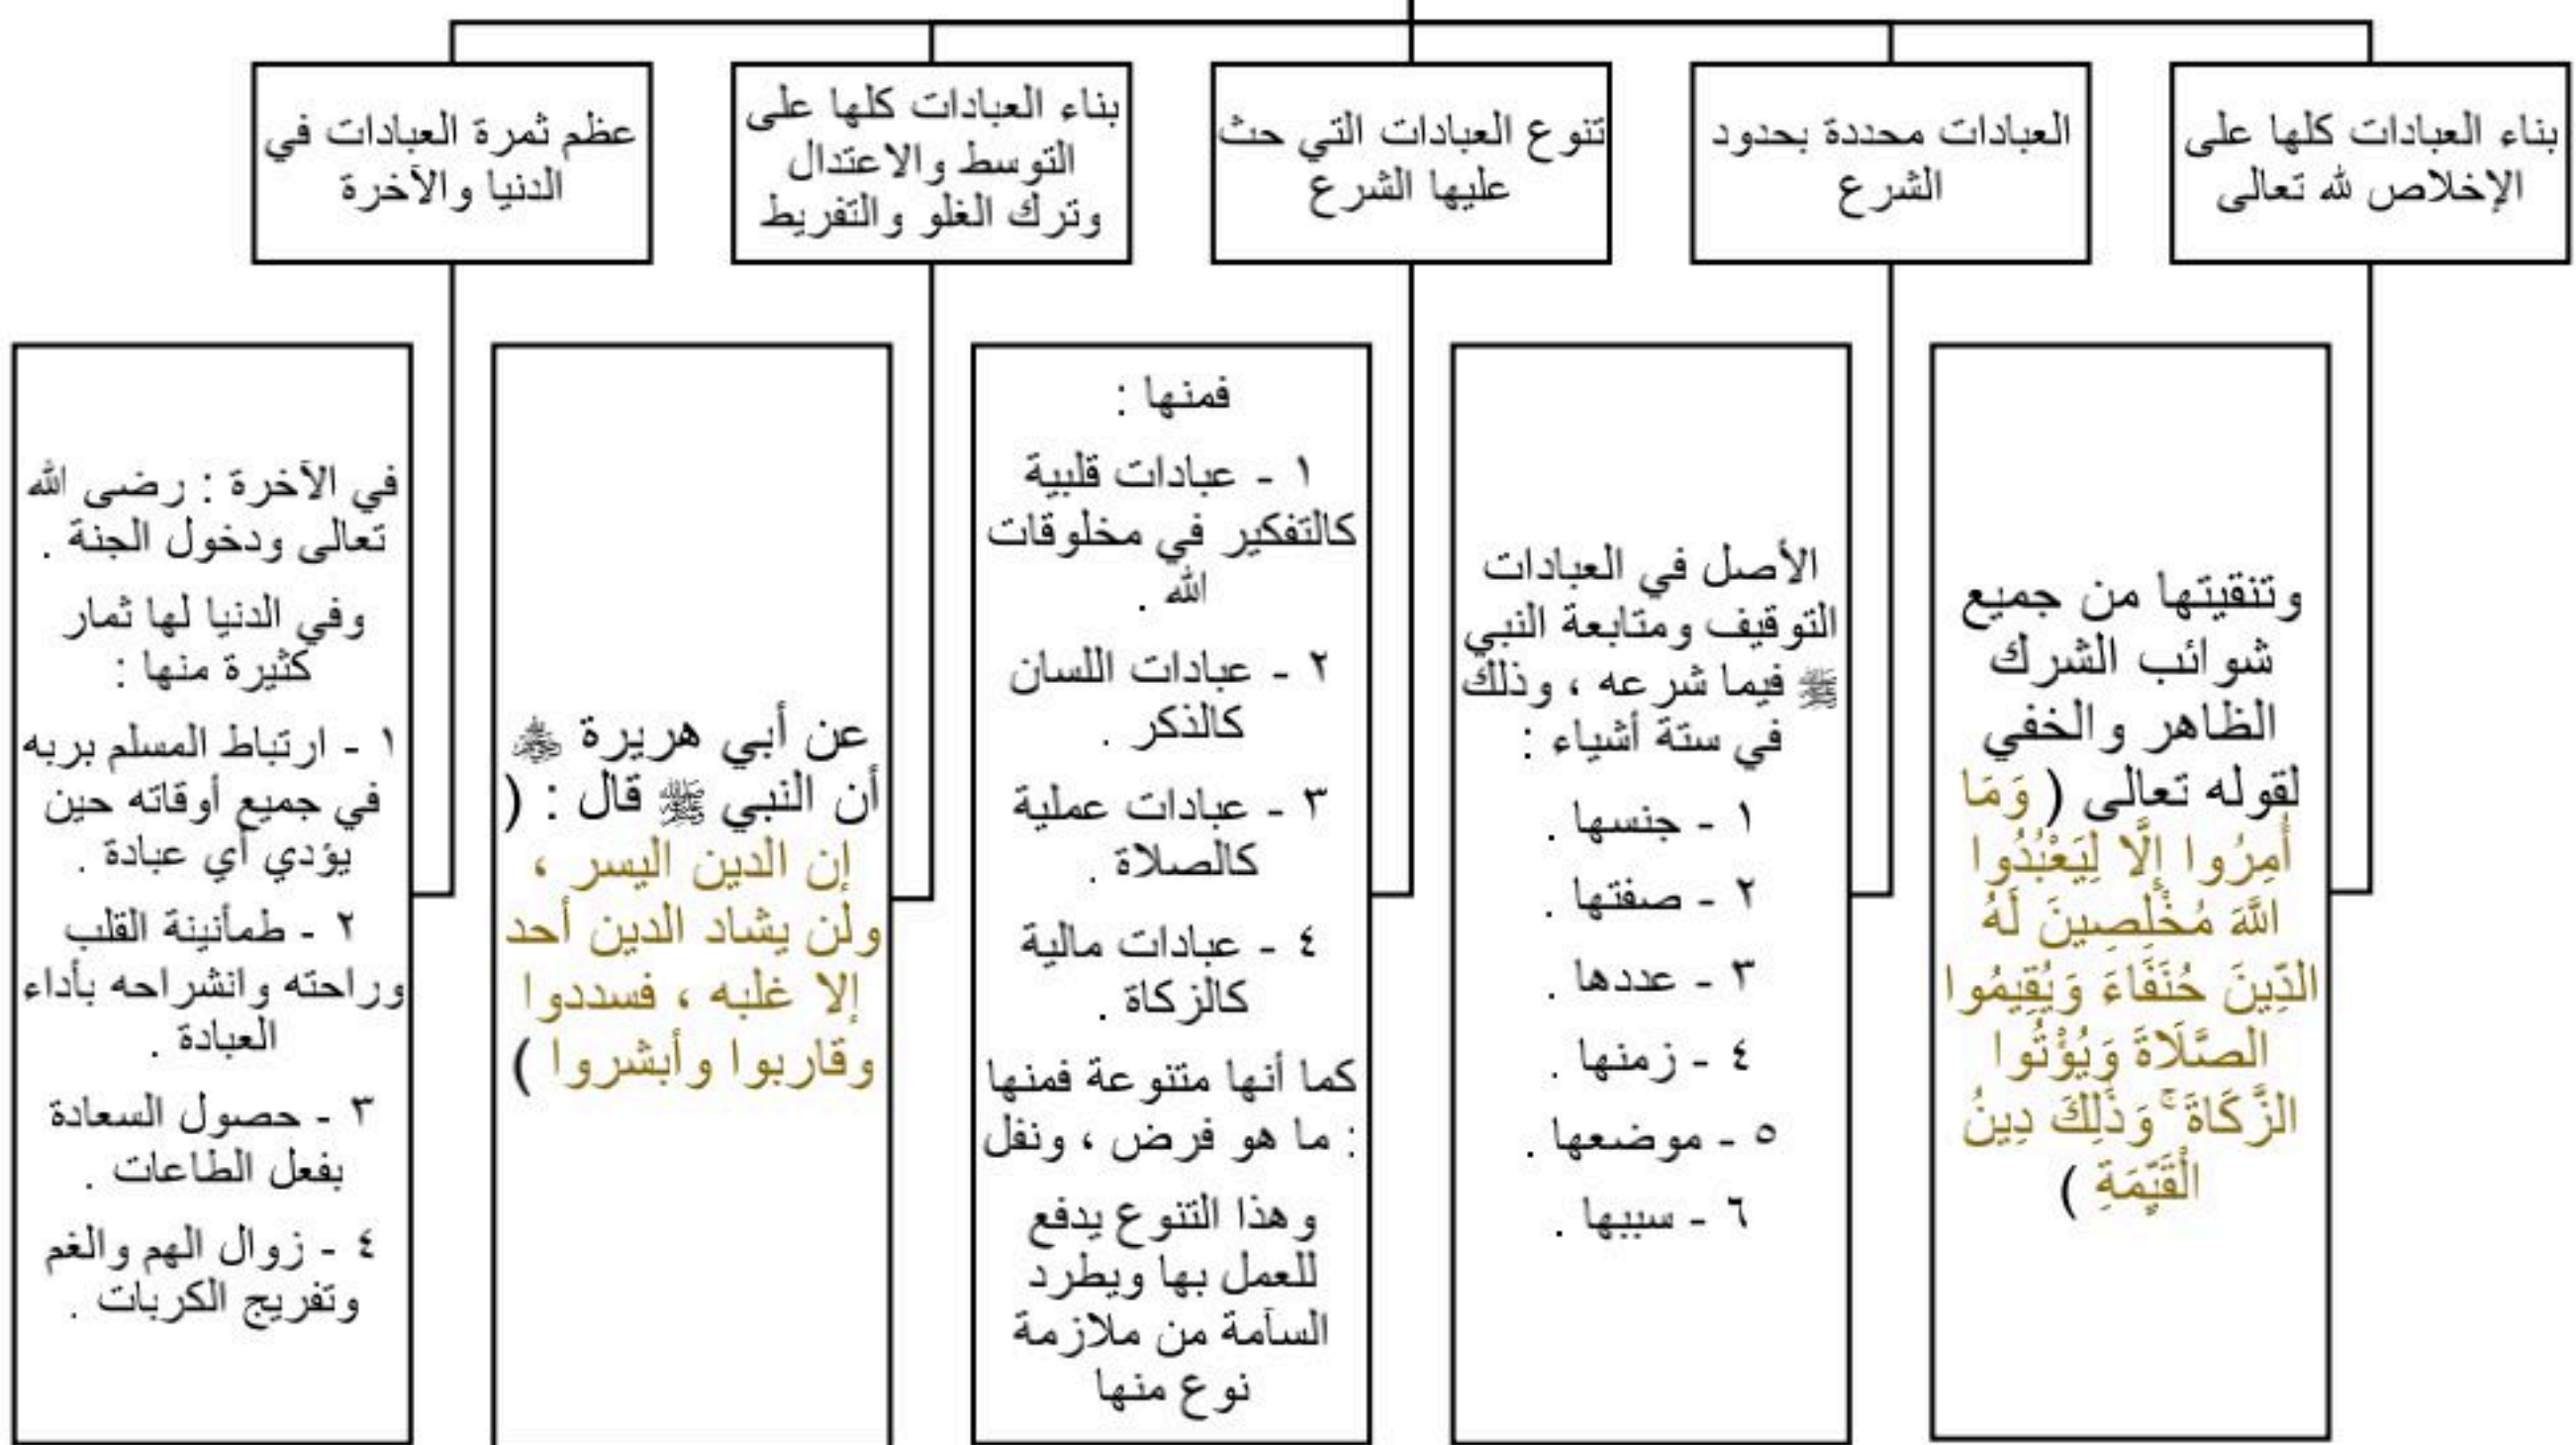 بناء العبادات كلها على
الإخلاص لله تعالى
العبادات محددة بحدود
الشرع
تنوع العبادات التي حث
عليها الشرع
بناء العبادات كلها على
التوسط والاعتدال
وترك الغلو والتفريط
عظم ثمرة العبادات في
الدنيا والآخرة
وتنقيتها من جميع
شوائب الشرك
الظاهر والخفي
لقوله تعالى ( وَمَا
أُمِرُوا إِلَّا لِيَعْبُدُوا
اللَّهَ مُخْلِصِينَ لَهُ
الدِّينَ حُنَفَاءَ وَيُقِيمُوا
الصَّلَاةَ وَيُؤْتُوا
الزَّكَاةَ ۚ وَذَٰلِكَ دِينُ
الْقَيِّمَةِ )
الأصل في العبادات
التوقيف ومتابعة النبي
ﷺ فيما شرعه ، وذلك
في ستة أشياء :
١ - جنسها .
٢ - صفتها .
٣ - عددها .
٤ - زمنها .
٥ - موضعها .
٦ - سببها .
فمنها :
١ - عبادات قلبية
كالتفكير في مخلوقات
الله .
٢ - عبادات اللسان
كالذكر .
٣ - عبادات عملية
كالصلاة .
٤ - عبادات مالية
كالزكاة .
كما أنها متنوعة فمنها
: ما هو فرض ، ونفل
وهذا التنوع يدفع
للعمل بها ويطرد
السآمة من ملازمة
نوع منها
عن أبي هريرة رضي الله عنه
أن النبي ﷺ قال : (
إن الدين اليسر ،
ولن يشاد الدين أحد
إلا غلبه ، فسددوا
وقاربوا وأبشروا )
في الآخرة : رضى الله
تعالى ودخول الجنة .
وفي الدنيا لها ثمار
كثيرة منها :
١ - ارتباط المسلم بربه
في جميع أوقاته حين
يؤدي أي عبادة .
٢ - طمأنينة القلب
وراحته وانشراحه بأداء
العبادة .
٣ - حصول السعادة
بفعل الطاعات .
٤ - زوال الهم والغم
وتفريج الكربات .